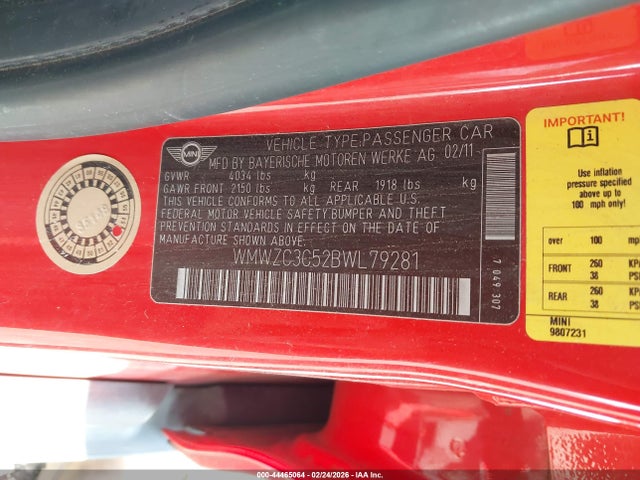 MINI
VEHICLE TYPE:PASSENGER CAR
MFD BY BAYERISCHE MOTOREN WERKE AG 02/11
GVWR 4034 lbs kg
GAWR FRONT 2150 lbs kg REAR 1918 lbs kg
THIS VEHICLE CONFORMS TO ALL APPLICABLE U.S.
FEDERAL MOTOR VEHICLE SAFETY BUMPER AND THEFT
PREVENTION STANDARDS IN EFFECT ON THE DATE OF
MANUFACTURE SHOWN ABOVE
WMWZC3C52BWL79281
7 049 307
IMPORTANT!
Use inflation
pressure specified by
100 mph only!
over 100 mph
FRONT 260
38
REAR 260
38
MINI
9807231
000-44465064 - 02/24/2026 - IAA Inc.